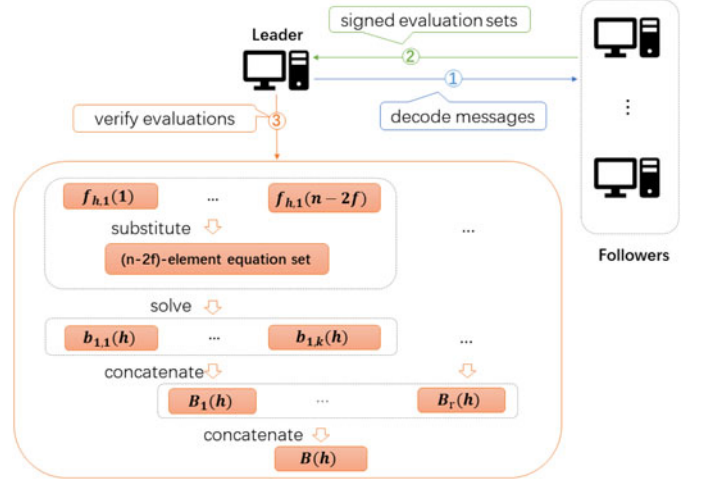 signed evaluation sets
Leader
2
1
verify evaluations
3
decode messages
⋮
Followers
f_{h,1}(1) ... f_{h,1}(n − 2f)
substitute
...
(n-2f)-element equation set
solve
b_{1,1}(h) ... b_{1,k}(h) ...
concatenate
B_1(h) ... B_r(h)
concatenate
B(h)